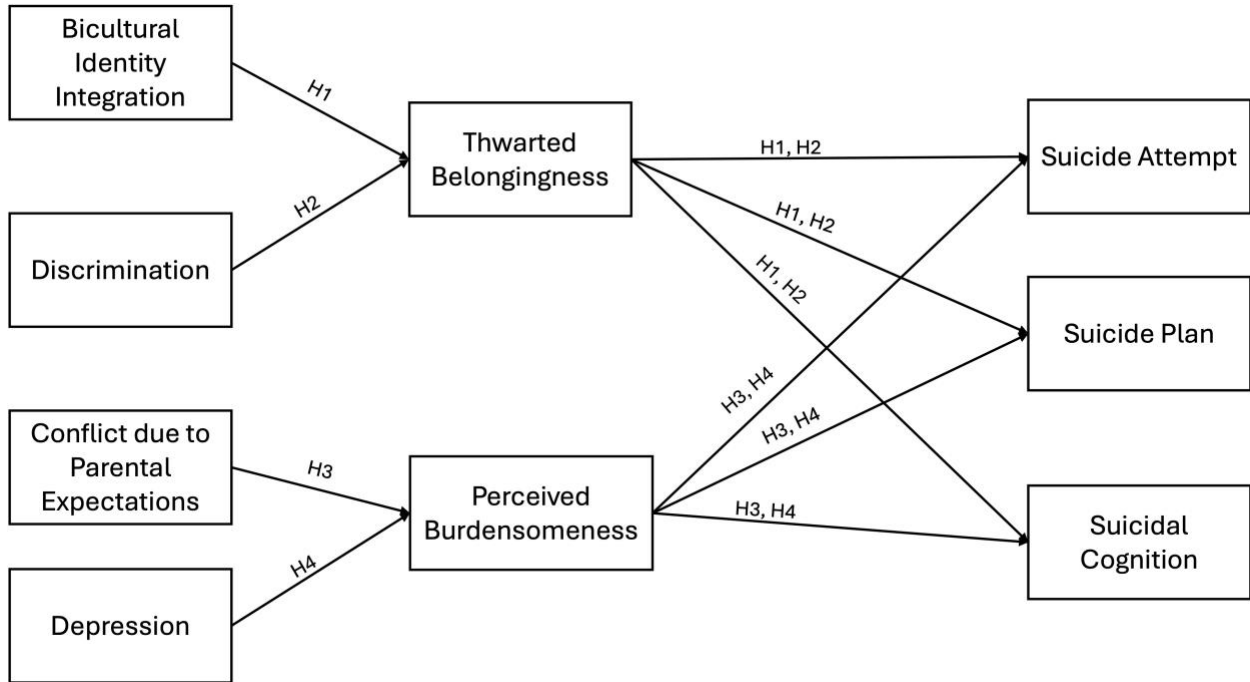 Bicultural
Identity
Integration
H1
Thwarted
Belongingness
H1, H2
Suicide Attempt
H2
H1, H2
Discrimination
H1, H2
Suicide Plan
H3, H4
Conflict due to
Parental
Expectations
H3
H3, H4
Perceived
Burdensomeness
H3, H4
Suicidal
Cognition
H4
Depression